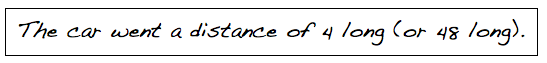 The car went a distance of 4 long (or 48 long).